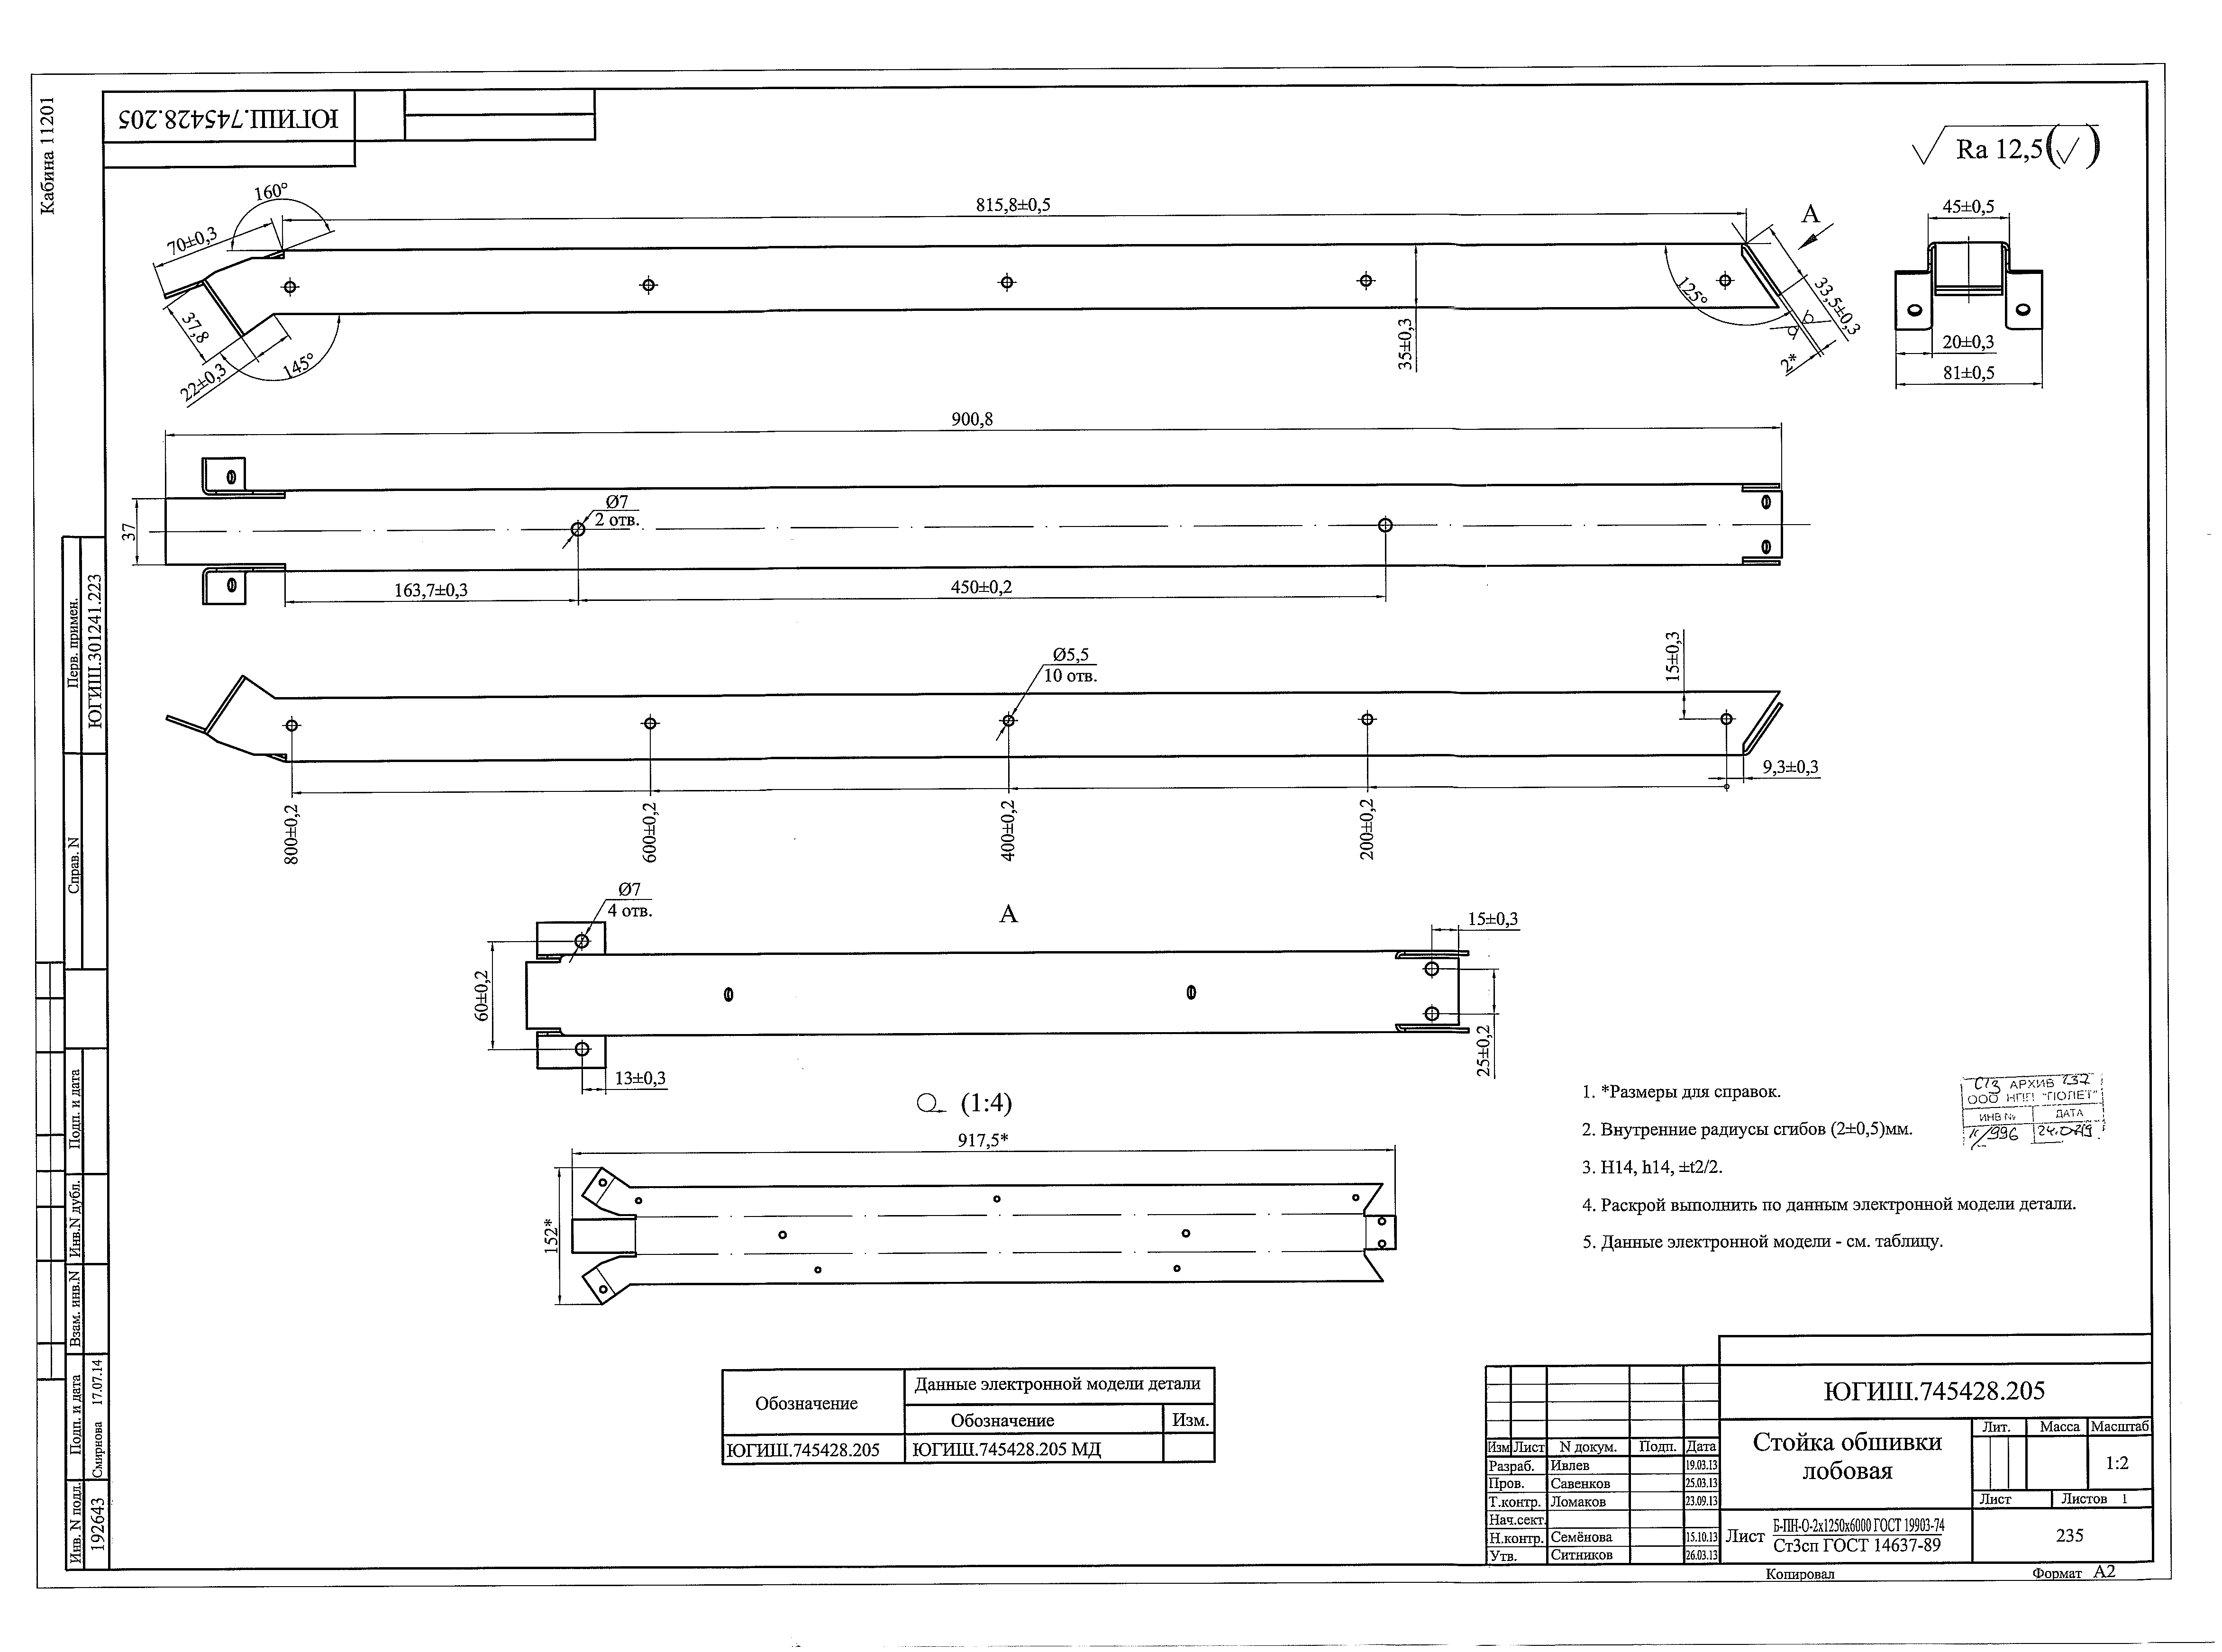 Кабина 11201
ЮГИШ.745428.205
Ra 12,5
160°
815,8±0,5
А
70±0,3
37,8
22±0,3
145°
35±0,3
125°
33,5±0,3
2*
45±0,5
20±0,3
81±0,5
900,8
37
Ø7
2 отв.
163,7±0,3
450±0,2
Ø5,5
10 отв.
15±0,3
9,3±0,3
800±0,2
600±0,2
400±0,2
200±0,2
Ø7
4 отв.
А
15±0,3
60±0,2
25±0,2
13±0,3
(1:4)
917,5*
152*
1. *Размеры для справок.
2. Внутренние радиусы сгибов (2±0,5)мм.
3. H14, h14, ±t2/2.
4. Раскрой выполнить по данным электронной модели детали.
5. Данные электронной модели - см. таблицу.
АРХИВ
ООО НПП "ПОЛЕТ"
ИНВ № ДАТА
Обозначение
Данные электронной модели детали
Обозначение Изм.
ЮГИШ.745428.205 ЮГИШ.745428.205 МД
Перв. примен.
ЮГИШ.301241.223
Справ. N
Подп. и дата
Инв.N дубл.
Взам. инв.N
Подп. и дата
Смирнова 17.07.14
Инв. N подл.
192643
ЮГИШ.745428.205
Изм Лист N докум. Подп. Дата
Разраб. Ивлев 19.03.13
Пров. Савенков 25.03.13
Т.контр. Ломаков 23.09.13
Нач.сект.
Н.контр. Семёнова 15.10.13
Утв. Ситников 26.03.13
Стойка обшивки
лобовая
Лит. Масса Масштаб
1:2
Лист Листов 1
Лист Б-ПН-О-2х1250х6000 ГОСТ 19903-74
Ст3сп ГОСТ 14637-89
235
Копировал Формат А2